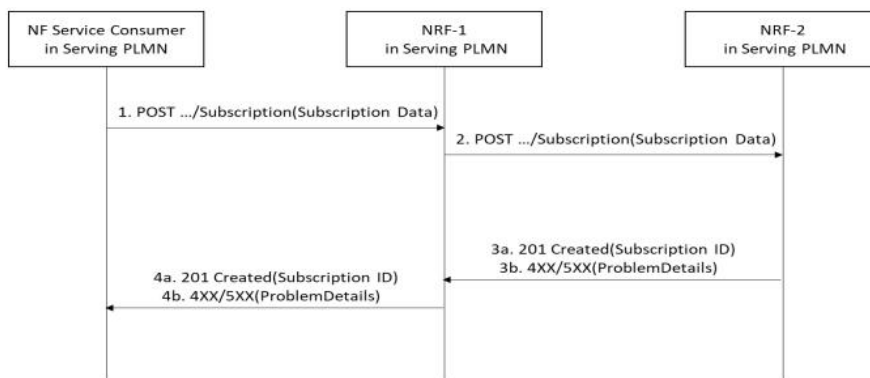 NF Service Consumer
in Serving PLMN
NRF-1
in Serving PLMN
NRF-2
in Serving PLMN
1. POST .../Subscription(Subscription Data)
2. POST .../Subscription(Subscription Data)
3a. 201 Created(Subscription ID)
3b. 4XX/5XX(ProblemDetails)
4a. 201 Created(Subscription ID)
4b. 4XX/5XX(ProblemDetails)